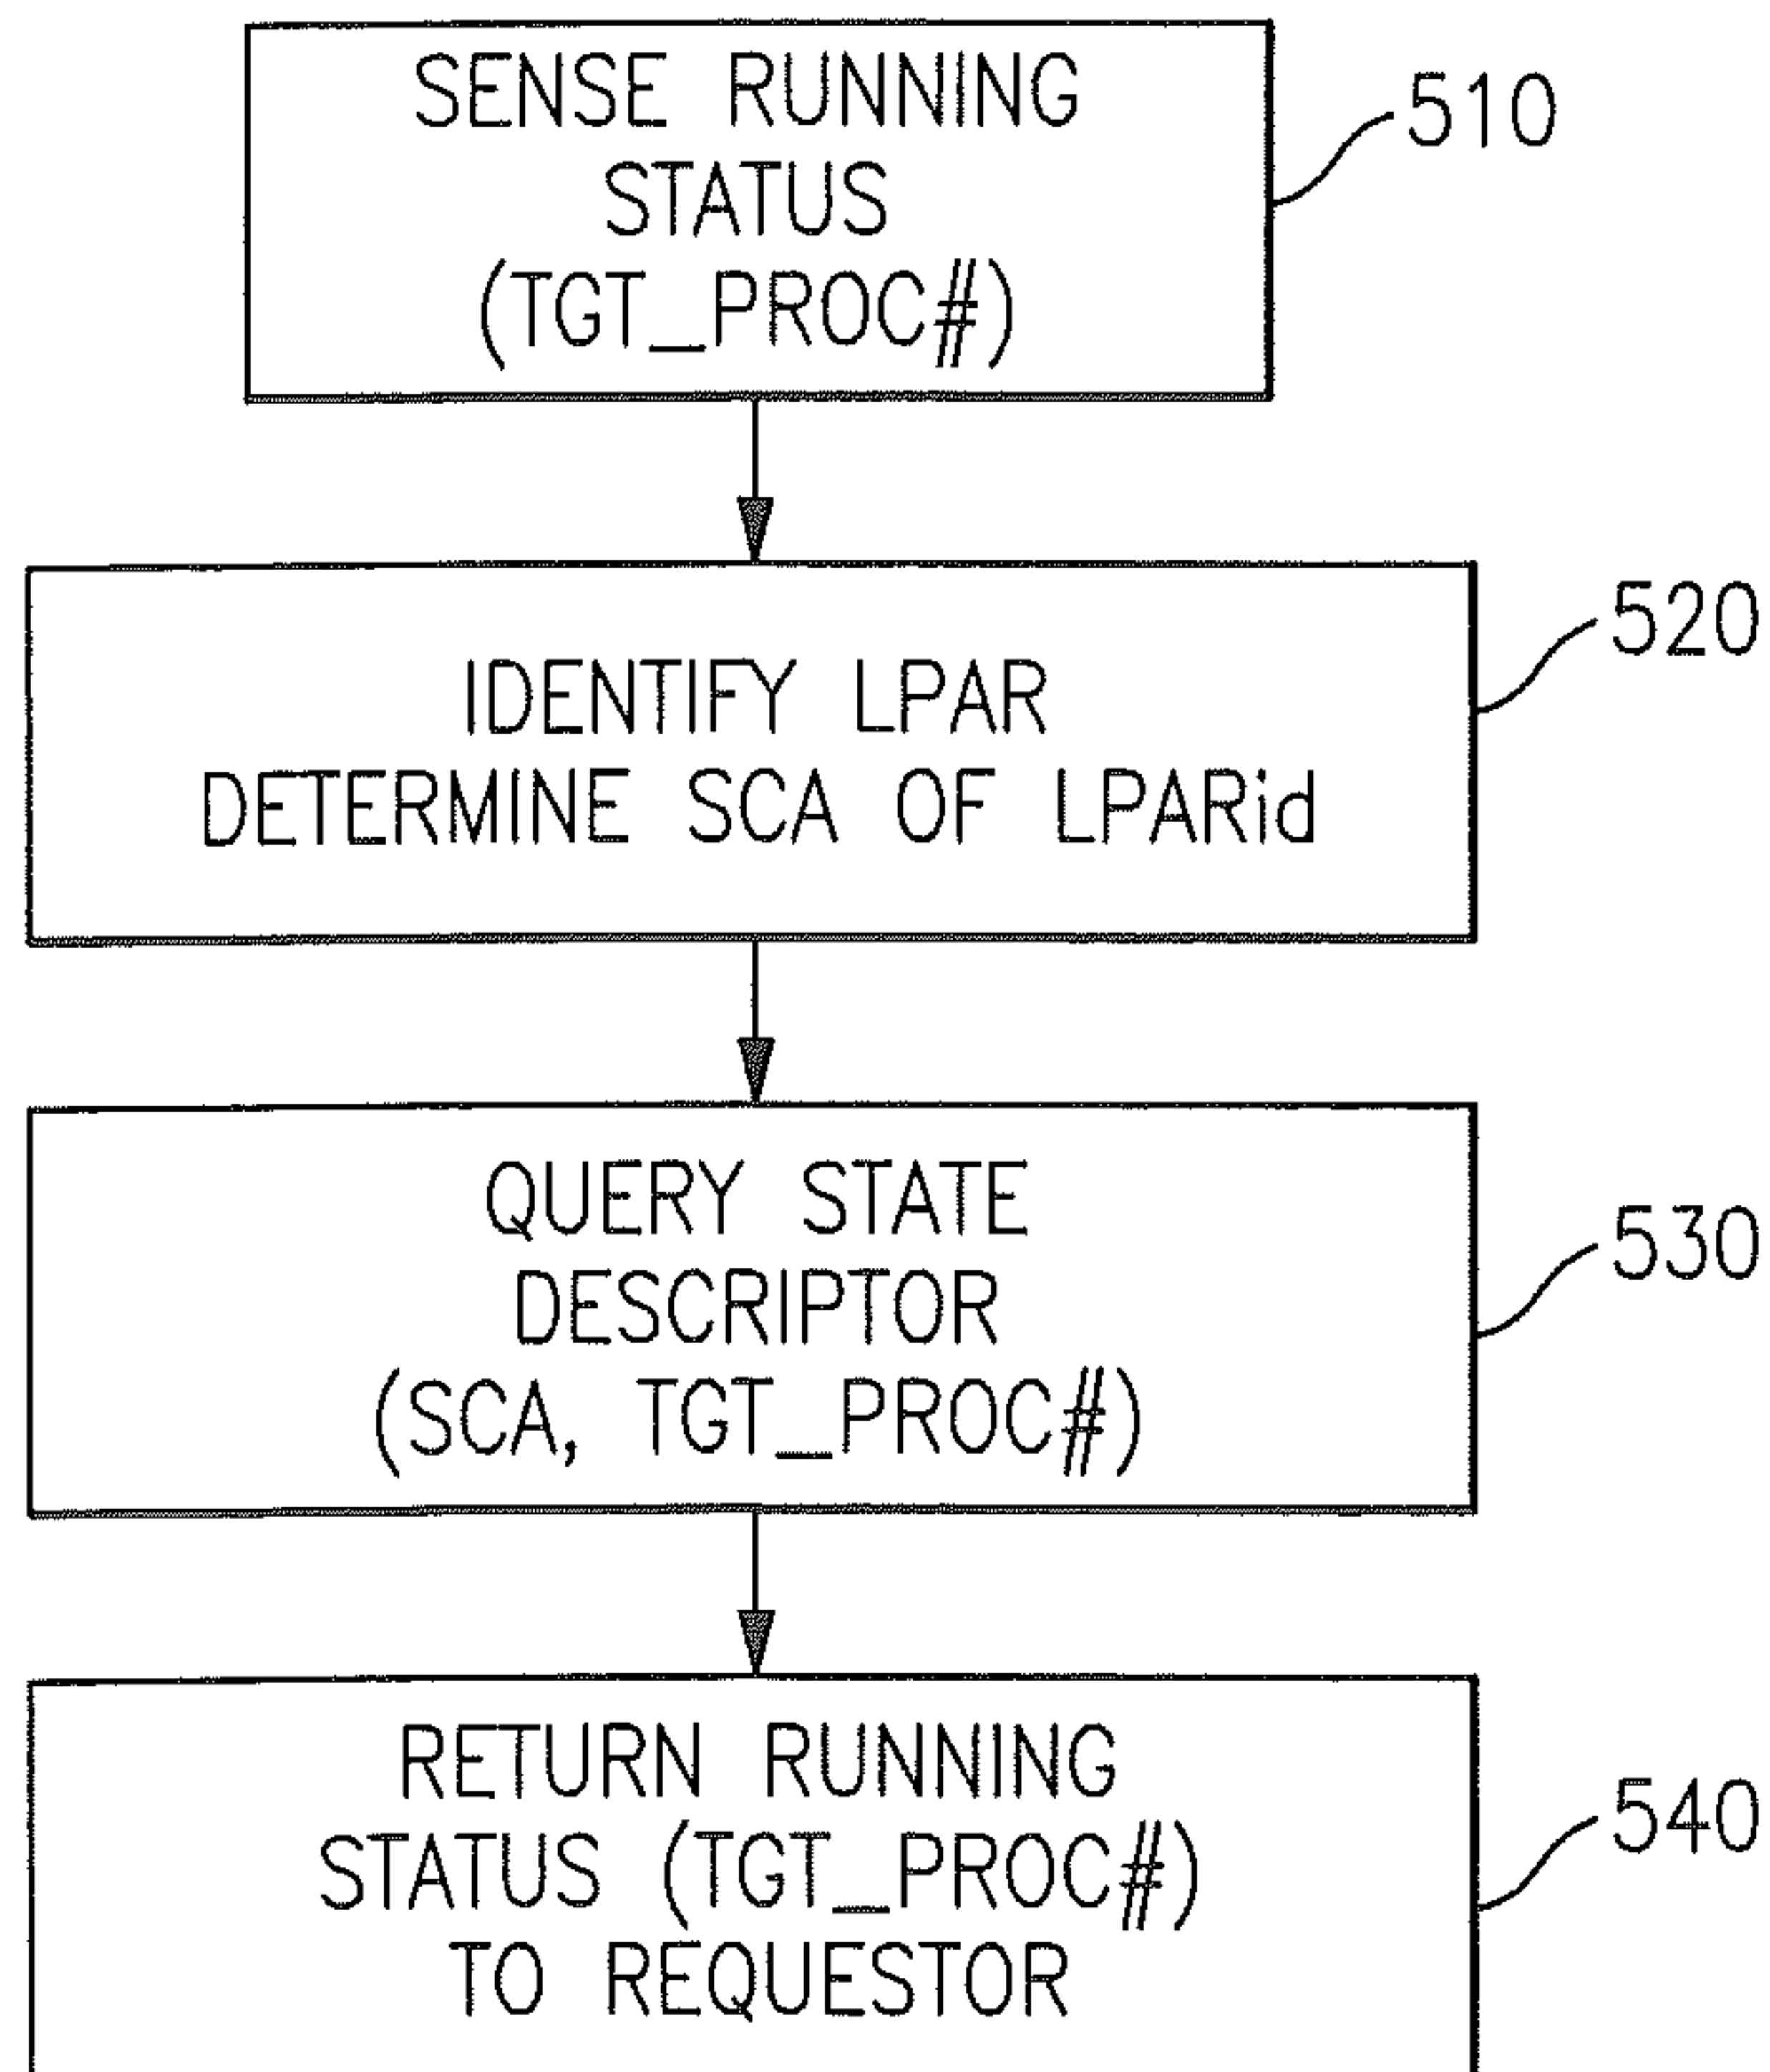 SENSE RUNNING
STATUS
(TGT_PROC#)
510
IDENTIFY LPAR
DETERMINE SCA OF LPARid
520
QUERY STATE
DESCRIPTOR
(SCA, TGT_PROC#)
530
RETURN RUNNING
STATUS (TGT_PROC#)
TO REQUESTOR
540